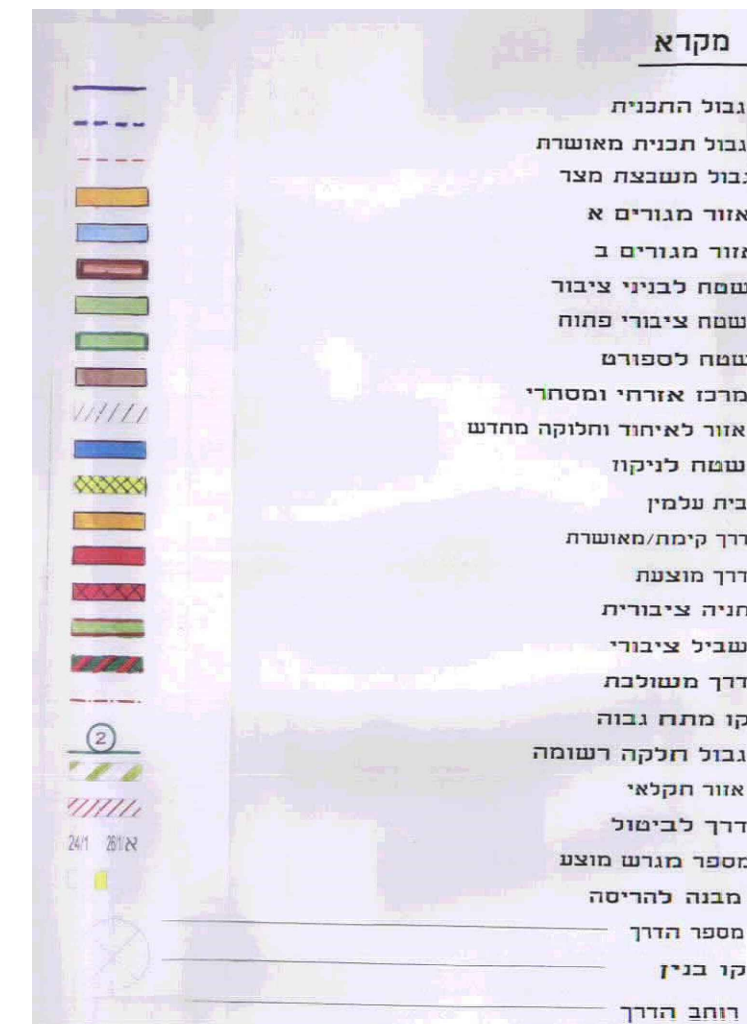 מקרא
גבול התכנית
גבול תכנית מאושרת
גבול משבצת מצר
אזור מגורים א
אזור מגורים ב
שטח לבניני ציבור
שטח ציבורי פתוח
שטח לספורט
מרכז אזרחי ומסחרי
אזור לאיחוד וחלוקה מחדש
שטח לניקוז
בית עלמין
דרך קימת/מאושרת
דרך מוצעת
חניה ציבורית
שביל ציבורי
דרך משולבת
קו מתח גבוה
2
גבול חלקה רשומה
אזור חקלאי
דרך לביטול
24/1 261/א
מספר מגרש מוצע
מבנה להריסה
מספר הדרך
קו בנין
רוחב הדרך